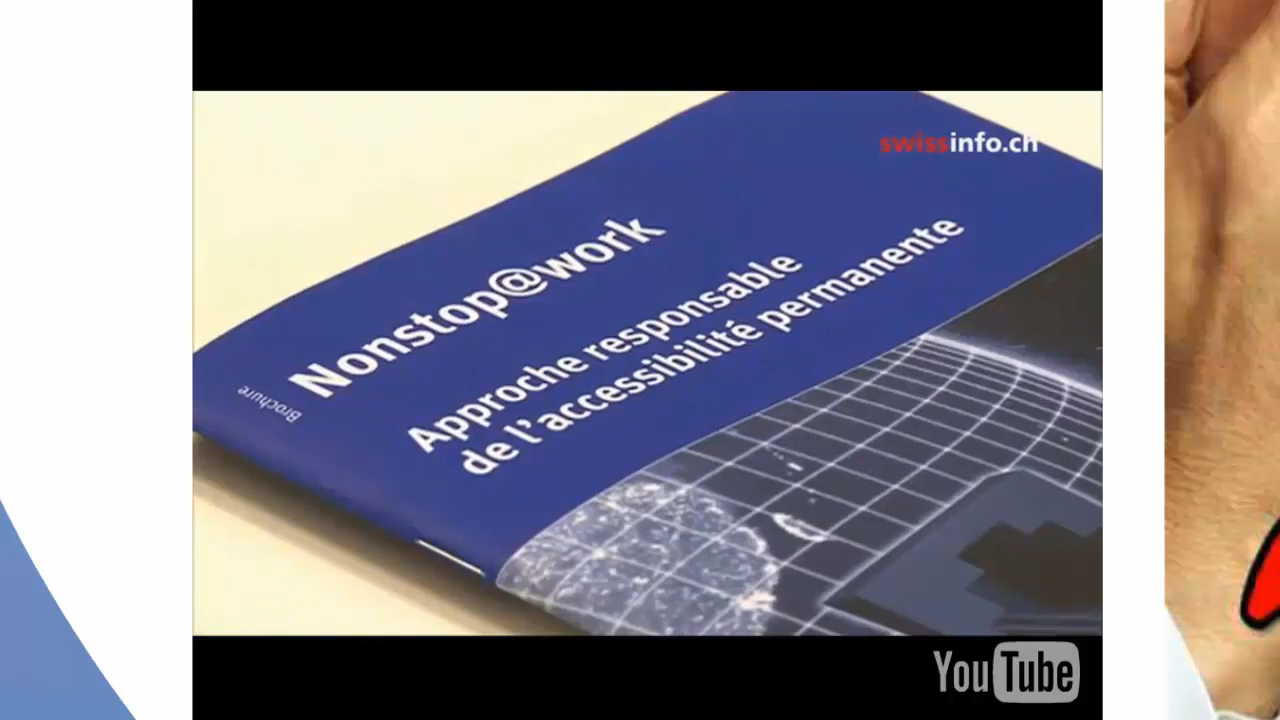 swissinfo.ch
Nonstop@work
Approche responsable
de l'accessibilité permanente
Brochure
YouTube